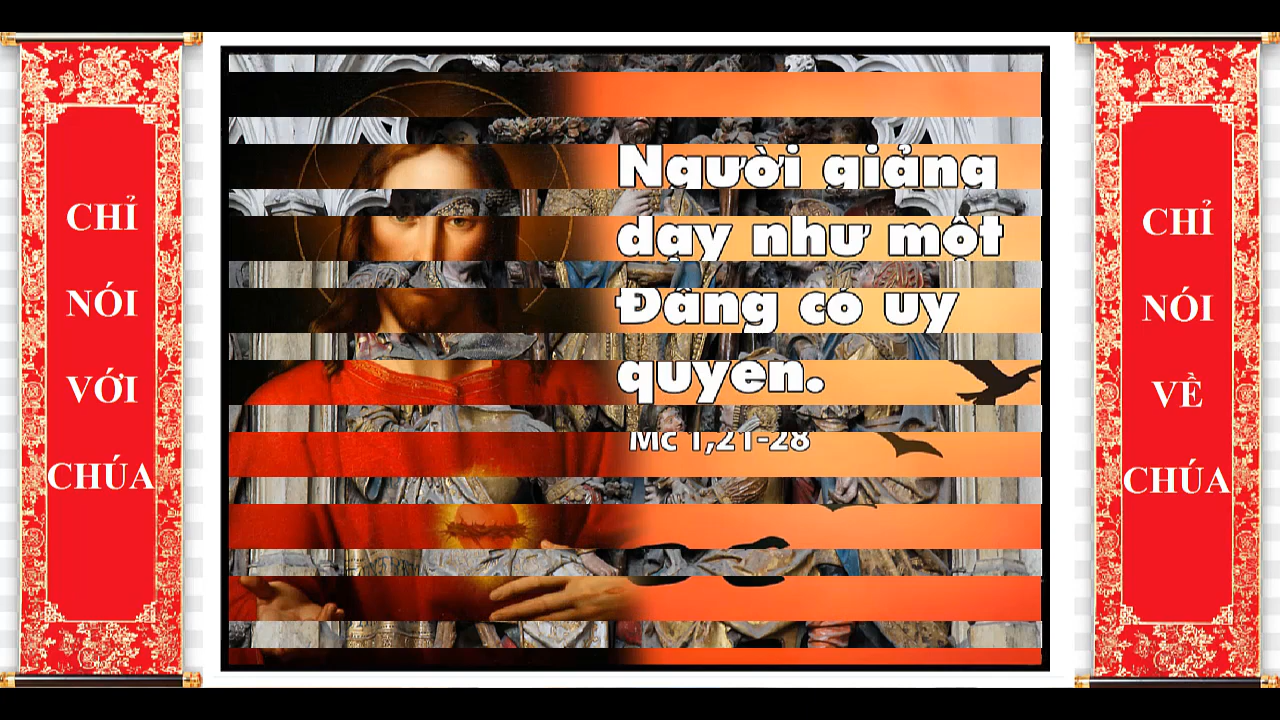 CHỈ
NÓI
VỚI
CHÚA
Người giảng
dạy như một
Đấng có uy
quyền.
Mc 1,21-28
CHỈ
NÓI
VỀ
CHÚA